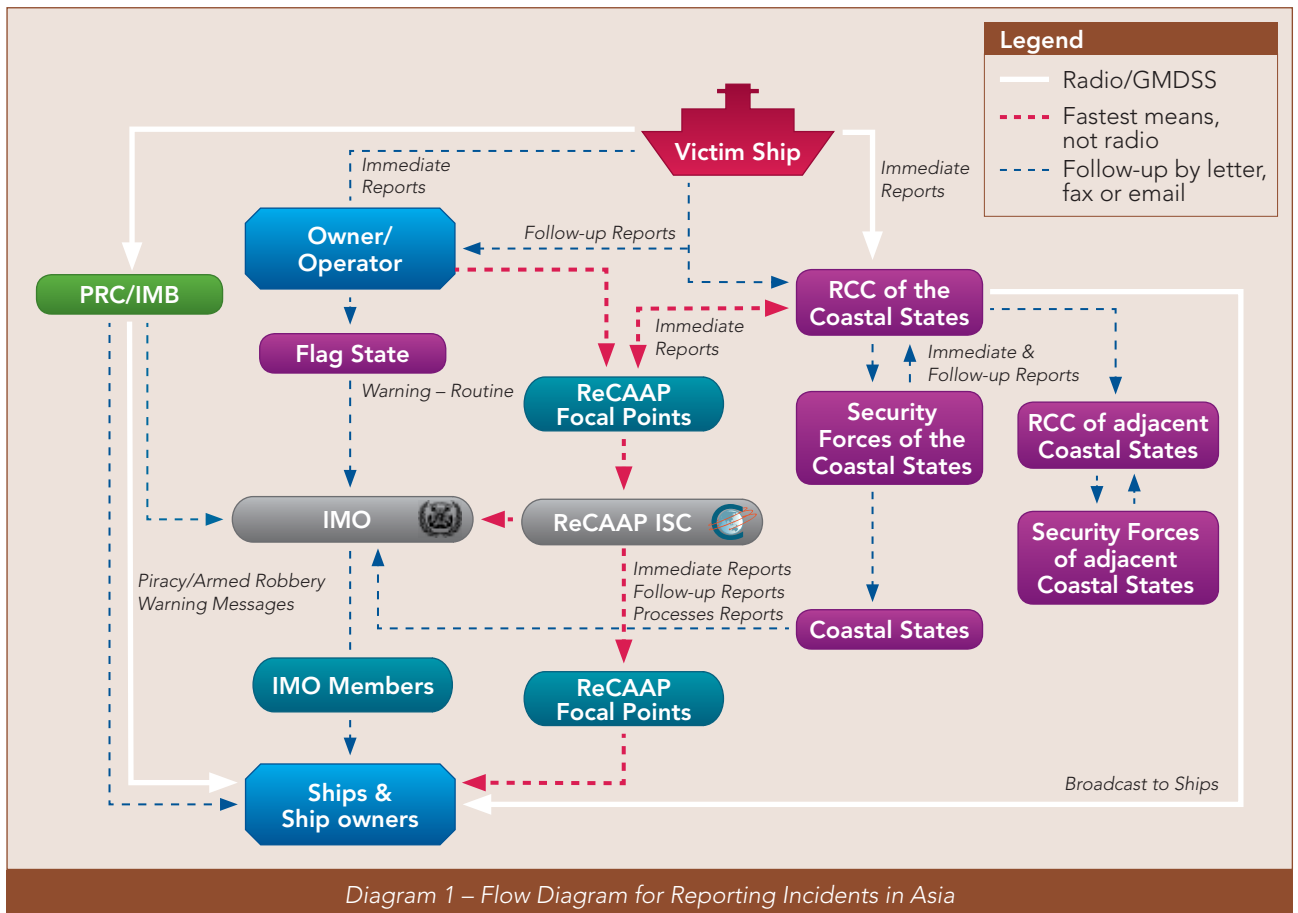 Legend
Radio/GMDSS
Fastest means,
not radio
Follow-up by letter,
fax or email
Victim Ship
Immediate
Reports
Immediate
Reports
Owner/
Operator
Follow-up Reports
PRC/IMB
RCC of the
Coastal States
Flag State
Immediate
Reports
Immediate &
Follow-up Reports
Warning – Routine
ReCAAP
Focal Points
Security
Forces of the
Coastal States
RCC of adjacent
Coastal States
IMO
ReCAAP ISC
Security Forces
of adjacent
Coastal States
Piracy/Armed Robbery
Warning Messages
Immediate Reports
Follow-up Reports
Processes Reports
Coastal States
IMO Members
ReCAAP
Focal Points
Ships &
Ship owners
Broadcast to Ships
Diagram 1 – Flow Diagram for Reporting Incidents in Asia